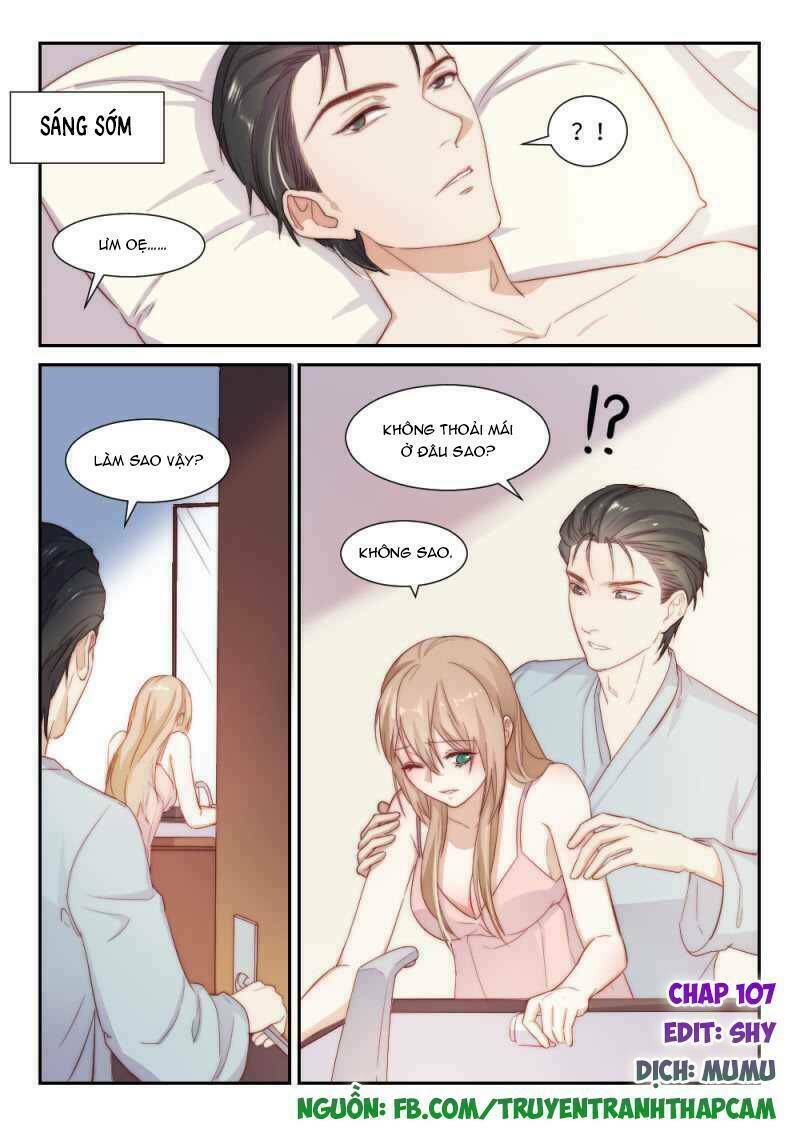 SÁNG SỚM
? !
ƯM OẸ......
LÀM SAO VẬY?
!?
KHÔNG THOẢI MÁI
Ở ĐÂU SAO?
KHÔNG SAO.
CHAP 107
EDIT: SHY
DỊCH: MUMU
NGUỒN: FB.COM/TRUYENTRANHTHAPCAM